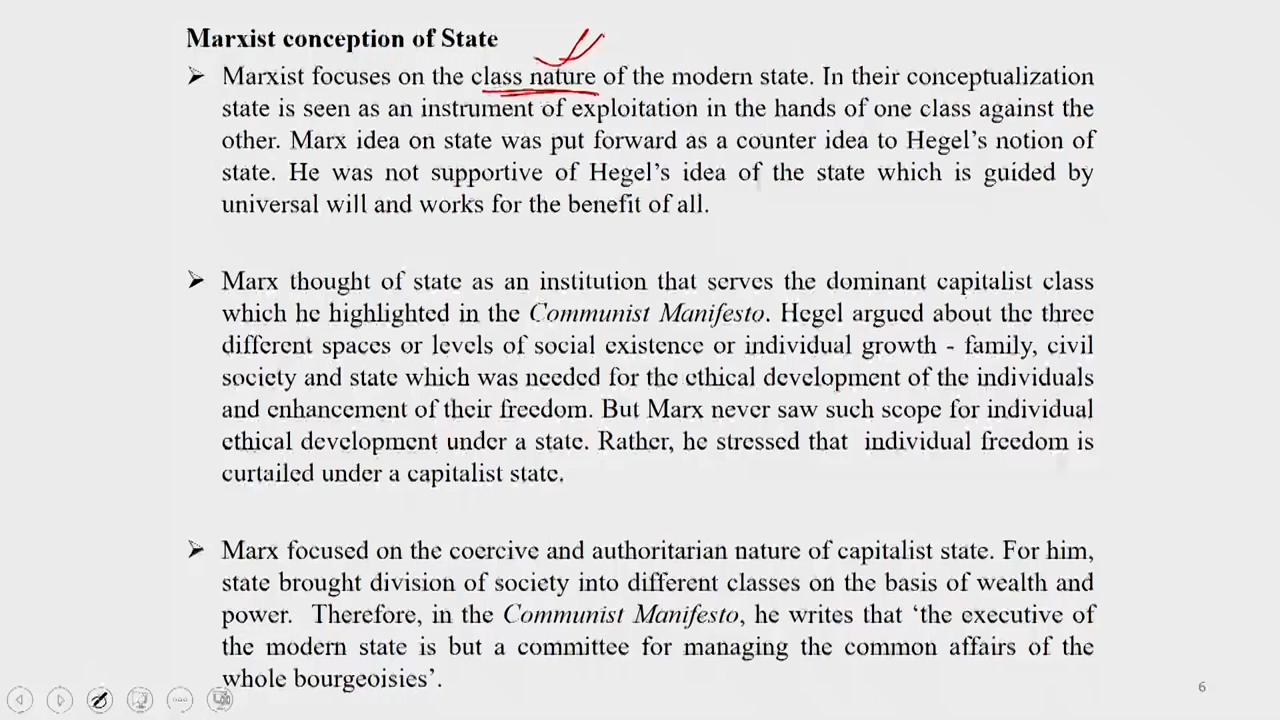 Marxist conception of State
➢ Marxist focuses on the class nature of the modern state. In their conceptualization
state is seen as an instrument of exploitation in the hands of one class against the
other. Marx idea on state was put forward as a counter idea to Hegel's notion of
state. He was not supportive of Hegel's idea of the state which is guided by
universal will and works for the benefit of all.
➢ Marx thought of state as an institution that serves the dominant capitalist class
which he highlighted in the Communist Manifesto. Hegel argued about the three
different spaces or levels of social existence or individual growth - family, civil
society and state which was needed for the ethical development of the individuals
and enhancement of their freedom. But Marx never saw such scope for individual
ethical development under a state. Rather, he stressed that individual freedom is
curtailed under a capitalist state.
➢ Marx focused on the coercive and authoritarian nature of capitalist state. For him,
state brought division of society into different classes on the basis of wealth and
power. Therefore, in the Communist Manifesto, he writes that 'the executive of
the modern state is but a committee for managing the common affairs of the
whole bourgeoisies'.
6